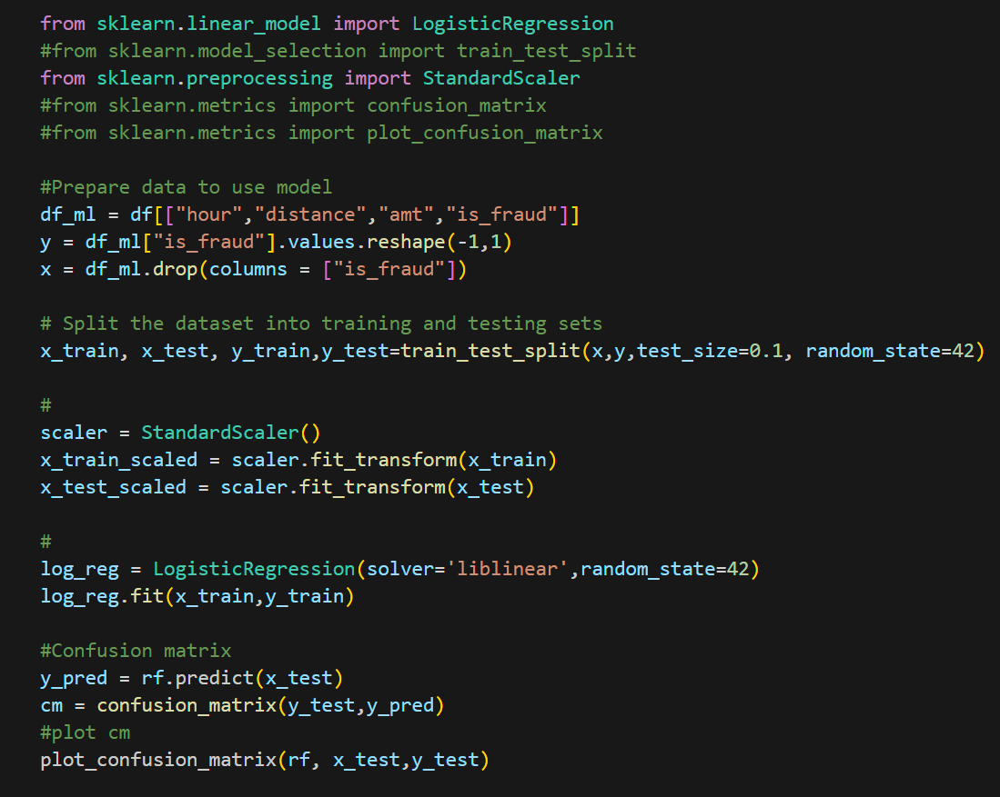 from sklearn.linear_model import LogisticRegression
#from sklearn.model_selection import train_test_split
from sklearn.preprocessing import StandardScaler
#from sklearn.metrics import confusion_matrix
#from sklearn.metrics import plot_confusion_matrix
#Prepare data to use model
df_ml = df[["hour","distance","amt","is_fraud"]]
y = df_ml["is_fraud"].values.reshape(-1,1)
x = df_ml.drop(columns = ["is_fraud"])
# Split the dataset into training and testing sets
x_train, x_test, y_train,y_test=train_test_split(x,y,test_size=0.1, random_state=42)
#
scaler = StandardScaler()
x_train_scaled = scaler.fit_transform(x_train)
x_test_scaled = scaler.fit_transform(x_test)
#
log_reg = LogisticRegression(solver='liblinear',random_state=42)
log_reg.fit(x_train,y_train)
#Confusion matrix
y_pred = rf.predict(x_test)
cm = confusion_matrix(y_test,y_pred)
#plot cm
plot_confusion_matrix(rf, x_test,y_test)